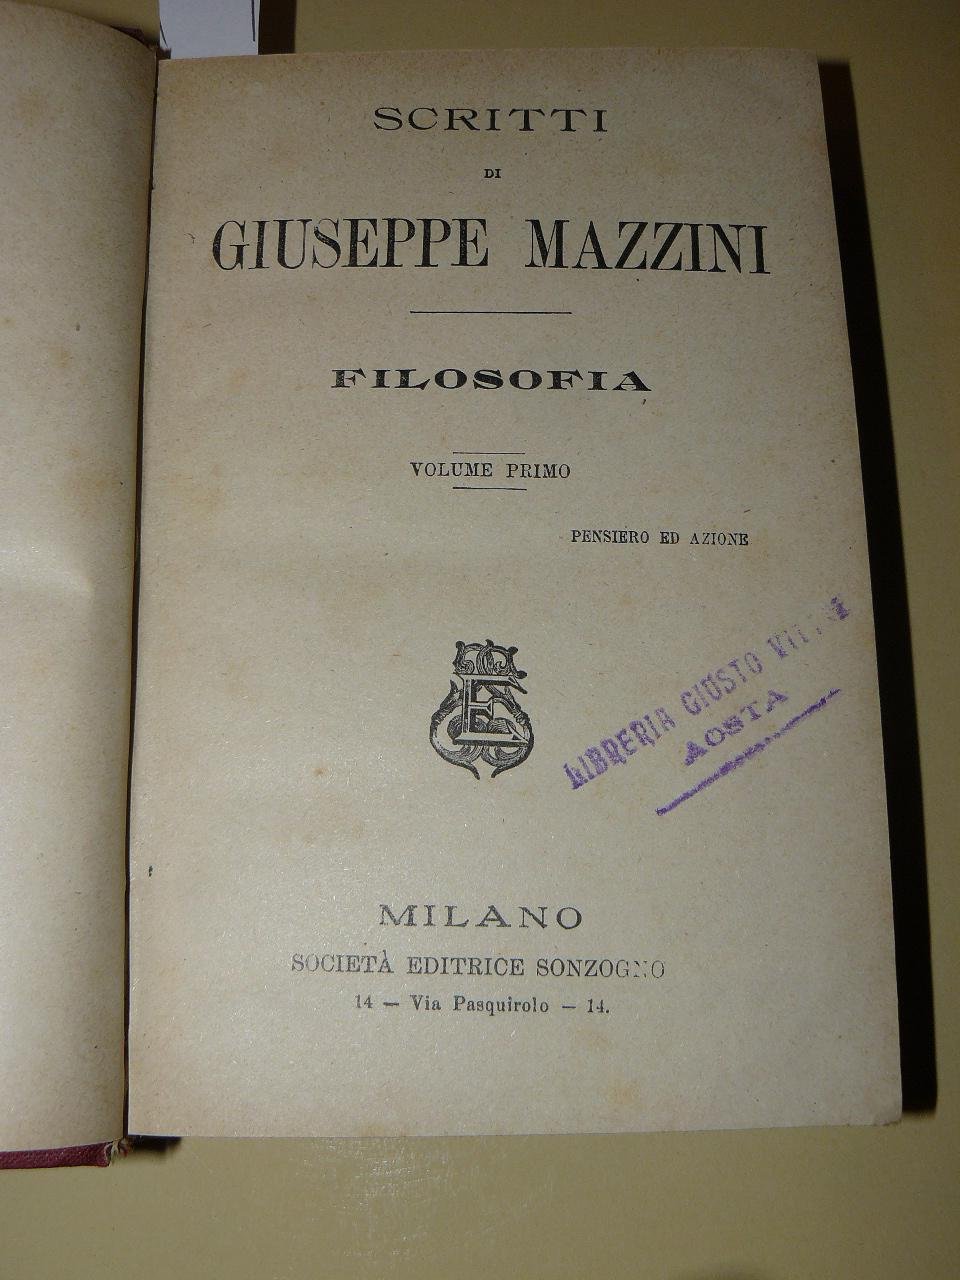 SCRITTI
DI
GIUSEPPE MAZZINI
FILOSOFIA
VOLUME PRIMO
PENSIERO ED AZIONE
LIBRERIA GIUSTO
AOSTA
MILANO
SOCIETÀ EDITRICE SONZOGNO
14 — Via Pasquirolo — 14.